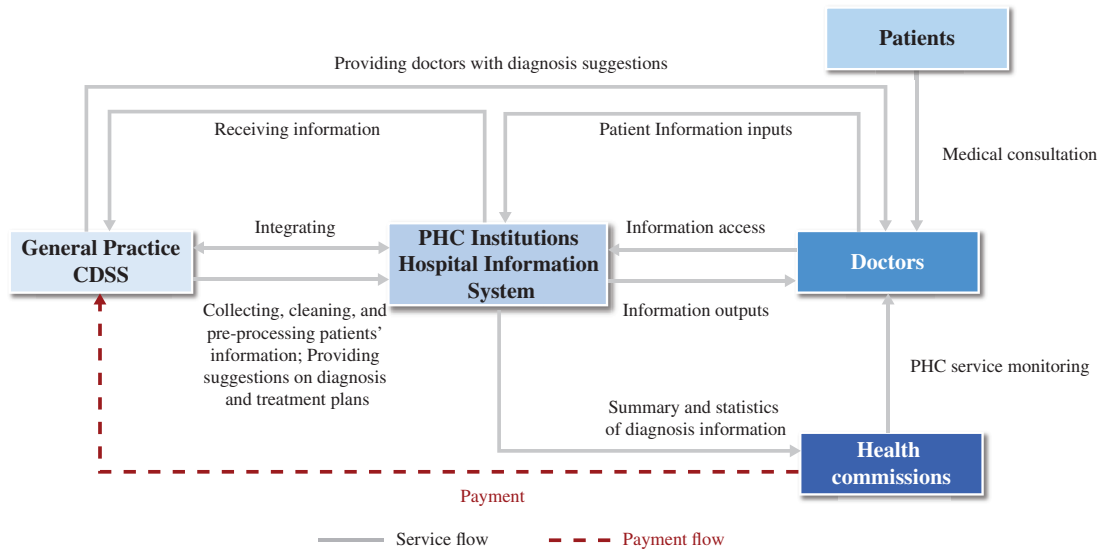 Patients
Providing doctors with diagnosis suggestions
Receiving information
Patient Information inputs
Medical consultation
General Practice
CDSS
Integrating
PHC Institutions
Hospital Information
System
Information access
Doctors
Collecting, cleaning, and
pre-processing patients’
information; Providing
suggestions on diagnosis
and treatment plans
Information outputs
PHC service monitoring
Summary and statistics
of diagnosis information
Health
commissions
Payment
Service flow
Payment flow